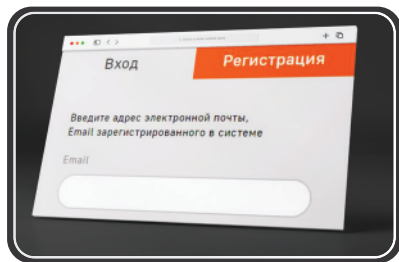 Вход
Регистрация
Введите адрес электронной почты,
Email зарегистрированного в системе
Email